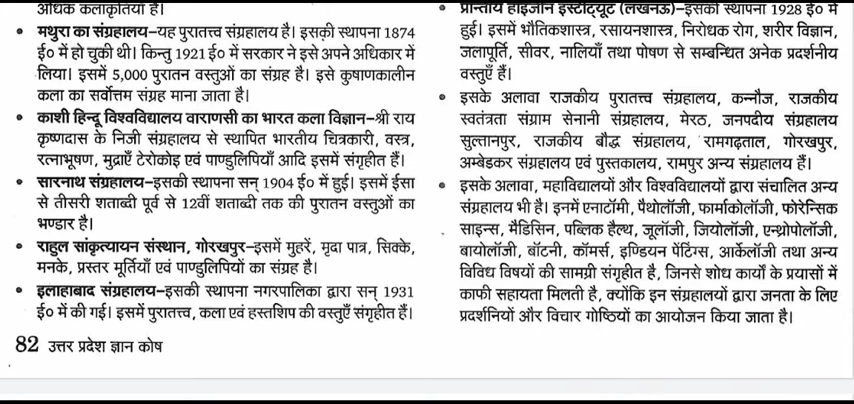 अधिक कलाकृतियां हैं।
• मथुरा का संग्रहालय–यह पुरातत्त्व संग्रहालय है। इसकी स्थापना 1874
ई० में हो चुकी थी। किन्तु 1921 ई० में सरकार ने इसे अपने अधिकार में
लिया। इसमें 5,000 पुरातन वस्तुओं का संग्रह है। इसे कुषाणकालीन
कला का सर्वोत्तम संग्रह माना जाता है।
• काशी हिन्दू विश्वविद्यालय वाराणसी का भारत कला विज्ञान–श्री राय
कृष्णदास के निजी संग्रहालय से स्थापित भारतीय चित्रकारी, वस्त्र,
रत्नाभूषण, मुद्राएँ टेरोकोइ एवं पाण्डुलिपियाँ आदि इसमें संगृहीत हैं।
• सारनाथ संग्रहालय–इसकी स्थापना सन् 1904 ई० में हुई। इसमें ईसा
से तीसरी शताब्दी पूर्व से 12वीं शताब्दी तक की पुरातन वस्तुओं का
भण्डार है।
• राहुल सांकृत्यायन संस्थान, गोरखपुर–इसमें मुहरें, मृदा पात्र, सिक्के,
मनके, प्रस्तर मूर्तियाँ एवं पाण्डुलिपियों का संग्रह है।
• इलाहाबाद संग्रहालय–इसकी स्थापना नगरपालिका द्वारा सन् 1931
ई० में की गई। इसमें पुरातत्त्व, कला एवं हस्तशिप की वस्तुएँ संगृहीत हैं।
• प्रान्तीय हाइजीन इंस्टीट्यूट (लखनऊ)–इसकी स्थापना 1928 ई० में
हुई। इसमें भौतिकशास्त्र, रसायनशास्त्र, निरोधक रोग, शरीर विज्ञान,
जलापूर्ति, सीवर, नालियाँ तथा पोषण से सम्बन्धित अनेक प्रदर्शनीय
वस्तुएँ हैं।
• इसके अलावा राजकीय पुरातत्त्व संग्रहालय, कन्नौज, राजकीय
स्वतंत्रता संग्राम सेनानी संग्रहालय, मेरठ, जनपदीय संग्रहालय
सुल्तानपुर, राजकीय बौद्ध संग्रहालय, रामगढ़ताल, गोरखपुर,
अम्बेडकर संग्रहालय एवं पुस्तकालय, रामपुर अन्य संग्रहालय हैं।
• इसके अलावा, महाविद्यालयों और विश्वविद्यालयों द्वारा संचालित अन्य
संग्रहालय भी है। इनमें एनाटॉमी, पैथोलॉजी, फार्माकोलॉजी, फोरेन्सिक
साइन्स, मैडिसिन, पब्लिक हैल्थ, जूलॉजी, जियोलॉजी, एन्थ्रोपोलॉजी,
बायोलॉजी, बॉटनी, कॉमर्स, इण्डियन पेंटिंग्स, आर्केलॉजी तथा अन्य
विविध विषयों की सामग्री संगृहीत है, जिनसे शोध कार्यों के प्रयासों में
काफी सहायता मिलती है, क्योंकि इन संग्रहालयों द्वारा जनता के लिए
प्रदर्शनियों और विचार गोष्ठियों का आयोजन किया जाता है।
82 उत्तर प्रदेश ज्ञान कोष